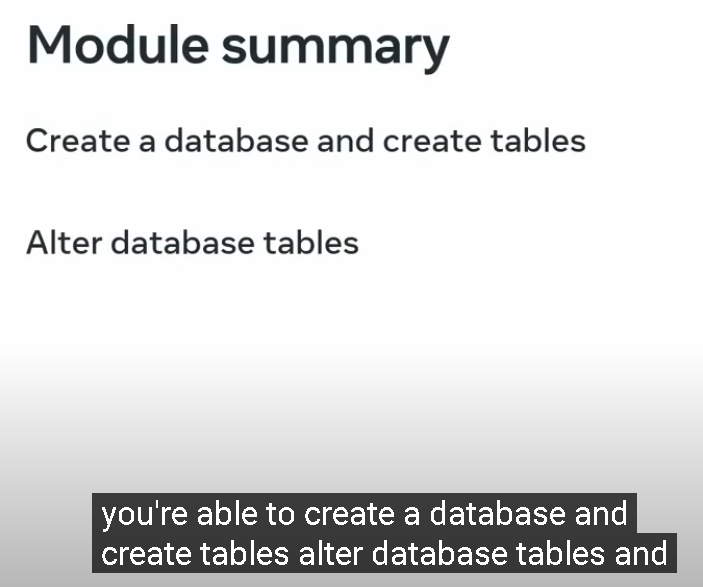 Module summary
Create a database and create tables
Alter database tables
you're able to create a database and
create tables alter database tables and